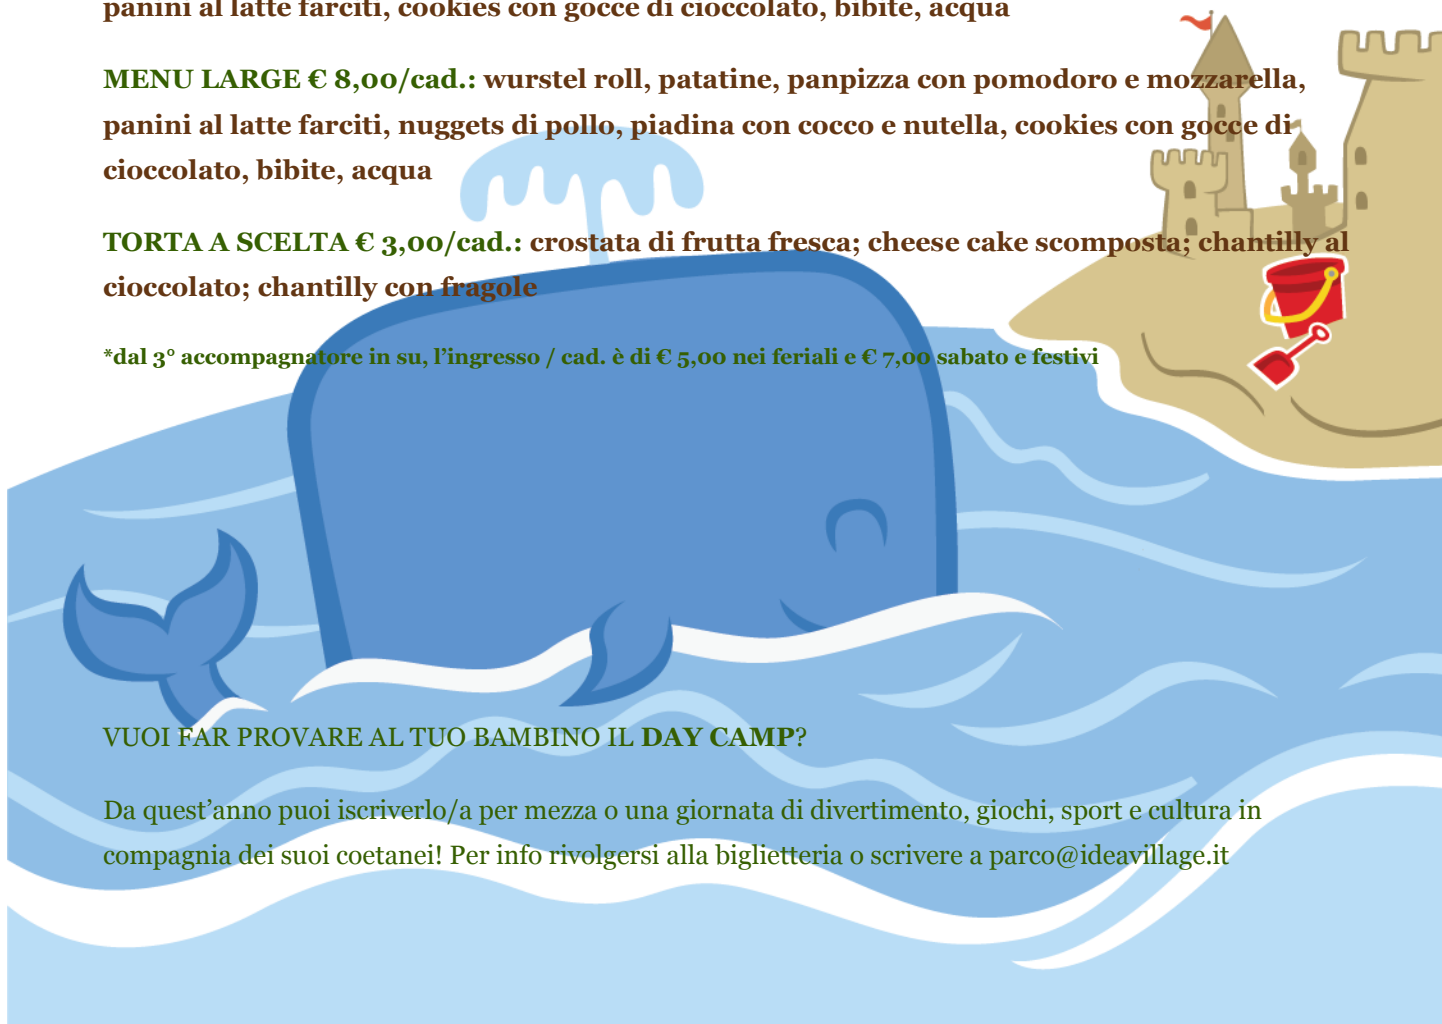 panini al latte farciti, cookies con gocce di cioccolato, bibite, acqua
MENU LARGE € 8,00/cad.: wurstel roll, patatine, panpizza con pomodoro e mozzarella,
panini al latte farciti, nuggets di pollo, piadina con cocco e nutella, cookies con gocce di
cioccolato, bibite, acqua
TORTA A SCELTA € 3,00/cad.: crostata di frutta fresca; cheese cake scomposta; chantilly al
cioccolato; chantilly con fragole
*dal 3° accompagnatore in su, l’ingresso / cad. è di € 5,00 nei feriali e € 7,00 sabato e festivi
VUOI FAR PROVARE AL TUO BAMBINO IL DAY CAMP?
Da quest’anno puoi iscriverlo/a per mezza o una giornata di divertimento, giochi, sport e cultura in
compagnia dei suoi coetanei! Per info rivolgersi alla biglietteria o scrivere a parco@ideavillage.it